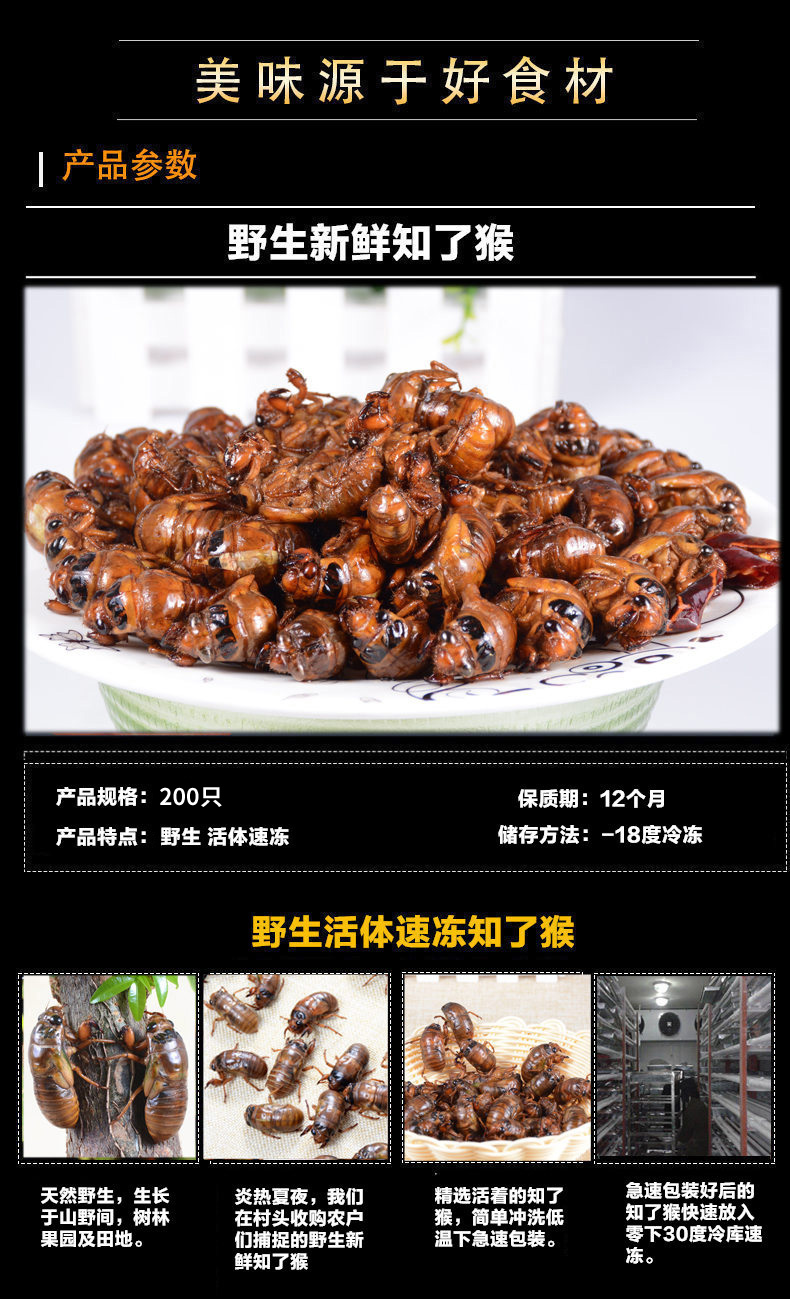 美味源于好食材
产品参数
野生新鲜知了猴
产品规格：200只
保质期：12个月
产品特点：野生 活体速冻
储存方法：-18度冷冻
野生活体速冻知了猴
天然野生，生长
于山野间，树林
果园及田地。
炎热夏夜，我们
在村头收购农户
们捕捉的野生新
鲜知了猴
精选活着的知了
猴，简单冲洗低
温下急速包装。
急速包装好后的
知了猴快速放入
零下30度冷库速
冻。